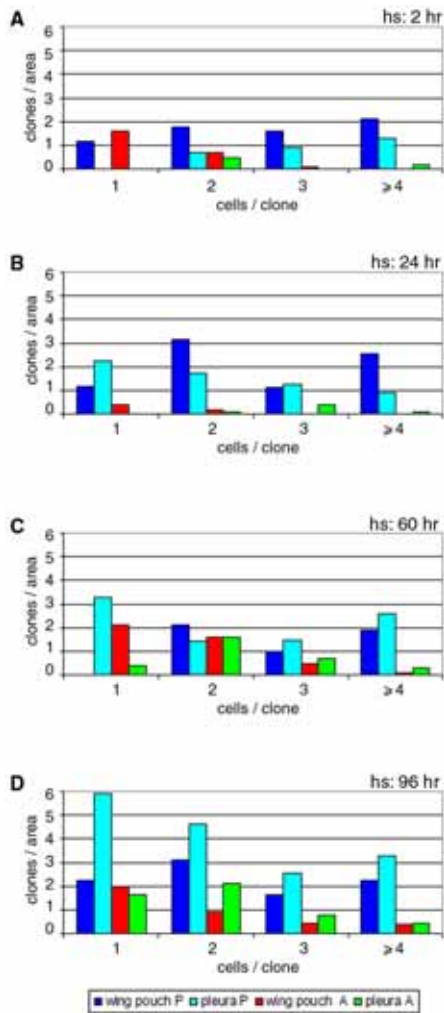 A
hs: 2 hr
clones / area
6
5
4
3
2
1
0
1 2 3 ⩾4
cells / clone
B
hs: 24 hr
clones / area
6
5
4
3
2
1
0
1 2 3 ⩾4
cells / clone
C
hs: 60 hr
clones / area
6
5
4
3
2
1
0
1 2 3 ⩾4
cells / clone
D
hs: 96 hr
clones / area
6
5
4
3
2
1
0
1 2 3 ⩾4
cells / clone
wing pouch P pleura P wing pouch A pleura A